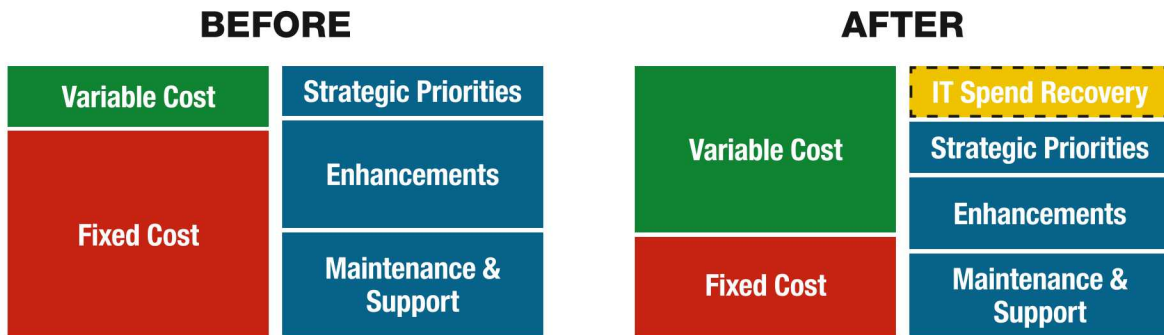 BEFORE
Variable Cost
Fixed Cost
Strategic Priorities
Enhancements
Maintenance &
Support
AFTER
Variable Cost
Fixed Cost
IT Spend Recovery
Strategic Priorities
Enhancements
Maintenance &
Support